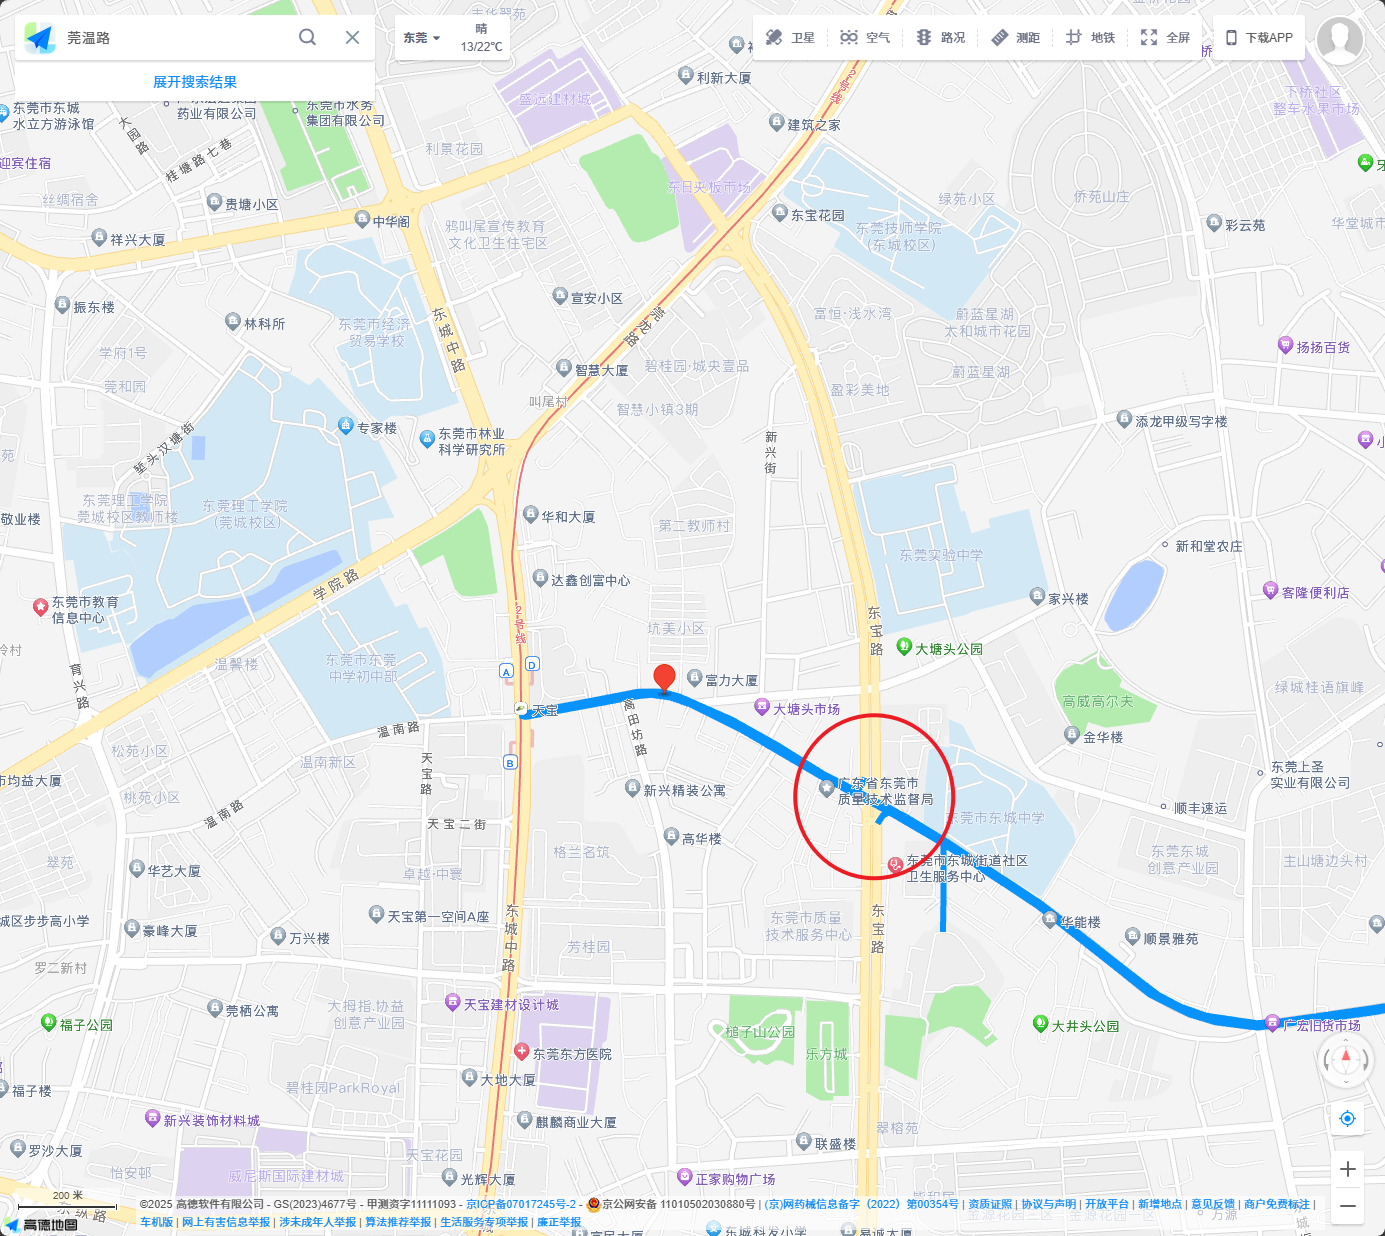 莞温路
展开搜索结果
东莞
晴
13/22℃
卫星
空气
路况
测距
地铁
全屏
下载APP
翠苑
盛远建材城
利新大厦
2号线
下桥社区
整车水果市场
东莞市东城
水立方游泳馆
药业有限公司
东莞市水务
集团有限公司
大园路
桂塘路七巷
迎宾住宿
利景花园
建筑之家
东日夹板市场
丝绸宿舍
贵塘小区
中华阁
祥兴大厦
鸦叫尾宣传教育
文化卫生住宅区
东宝花园
东莞技师学院
(东城校区)
绿苑小区
侨苑山庄
彩云苑
华堂城市
振东楼
林科所
东莞市经济
贸易学校
东城中路
宣安小区
莞龙路
富恒·浅水湾
蔚蓝星湖
太和城市花园
学府1号
莞和园
智慧大厦
碧桂园·城央壹品
叫尾村
智慧小镇3期
盈彩美地
蔚蓝星湖
扬扬百货
专家楼
东莞市林业
科学研究所
堑头汉塘街
新兴街
添龙甲级写字楼
东莞理工学院
莞城校区教师楼
东莞理工学院
(莞城校区)
敬业楼
华和大厦
第二教师村
东莞实验中学
新和堂农庄
学院路
达鑫创富中心
2号线
家兴楼
客隆便利店
东莞市教育
信息中心
坑美小区
东宝路
大塘头公园
温馨楼
东莞市东莞
中学初中部
育兴路
A
D
富力大厦
大塘头市场
高威高尔夫
绿城桂语旗峰
天宝
温南路
高田坊路
金华楼
松苑小区
温南新区
天宝路
B
市均益大厦
桃苑小区
温南路
新兴精装公寓
广东省东莞市
质量技术监督局
东莞上圣
实业有限公司
顺丰速运
天宝二街
高华楼
东莞市东城中学
翠苑
华艺大厦
卓越·中寰
格兰名筑
东莞市东城街道社区
卫生服务中心
东莞东城
创意产业园
主山塘边头村
城区步步高小学
豪峰大厦
万兴楼
天宝第一空间A座
东城中路
芳桂园
东莞市质量
技术服务中心
东宝路
华能楼
顺景雅苑
罗二新村
莞栖公寓
大拇指.协益
创意产业园
天宝建材设计城
福子公园
槌子山公园
乐方城
大井头公园
广宏旧货市场
东莞东方医院
福子楼
碧桂园ParkRoyal
大地大厦
新兴装饰材料城
麒麟商业大厦
罗沙大厦
怡安邨
威尼斯国际建材城
天宝花园
光辉大厦
联盛楼
翠榕苑
正家购物广场
200 米
高德地图
©2025 高德软件有限公司 - GS(2023)4677号 - 甲测资字11111093 - 京ICP备07017245号-2 - 京公网安备 11010502030880号 | (京)网药械信息备字（2022）第00354号 | 资质证照 | 协议与声明 | 开放平台 | 新增地点 | 意见反馈 | 商户免费标注 |
车机版 | 网上有害信息举报 | 涉未成年人举报 | 算法推荐举报 | 生活服务专项举报 | 廉正举报
东城科发小学
易诚大厦